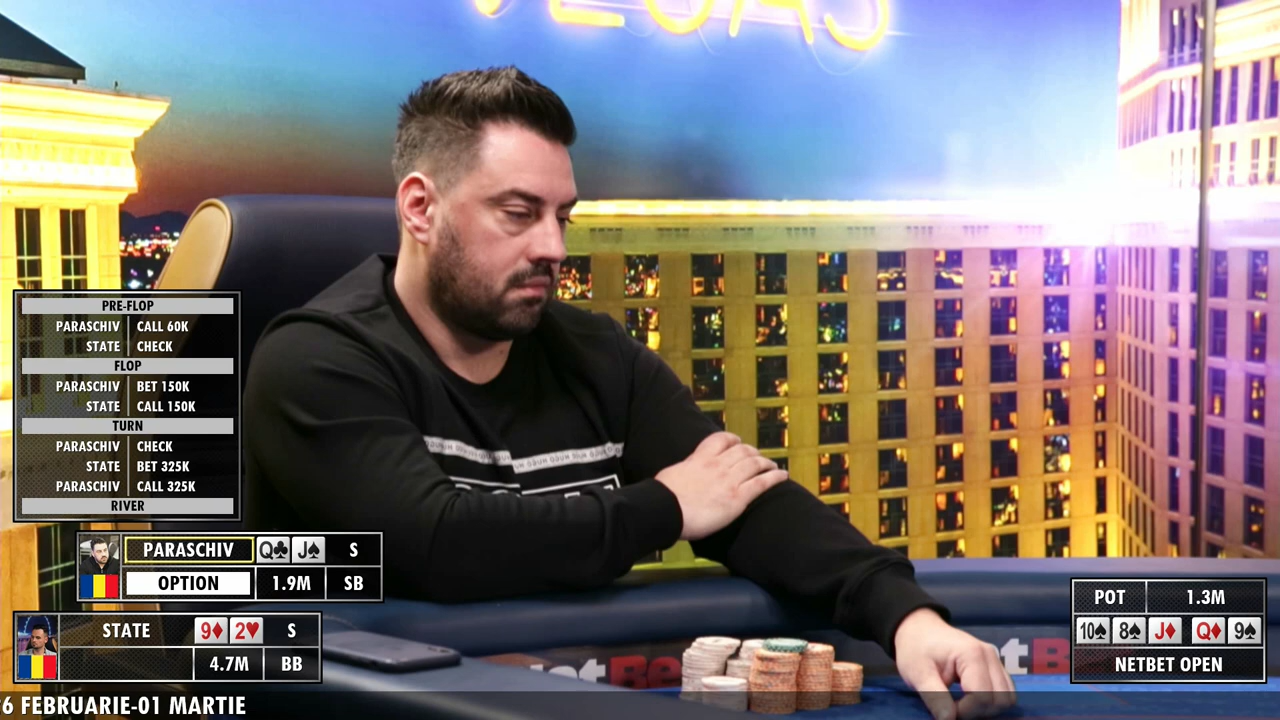 VEGAS
PRE-FLOP
PARASCHIV CALL 60K
STATE CHECK
FLOP
PARASCHIV BET 150K
STATE CALL 150K
TURN
PARASCHIV CHECK
STATE BET 325K
PARASCHIV CALL 325K
RIVER
PARASCHIV Q♣ J♠ S
OPTION 1.9M SB
STATE 9♦ 2♥ S
4.7M BB
POT 1.3M
10♠ 8♠ J♦ Q♦ 9♠
NETBET OPEN
6 FEBRUARIE-01 MARTIE